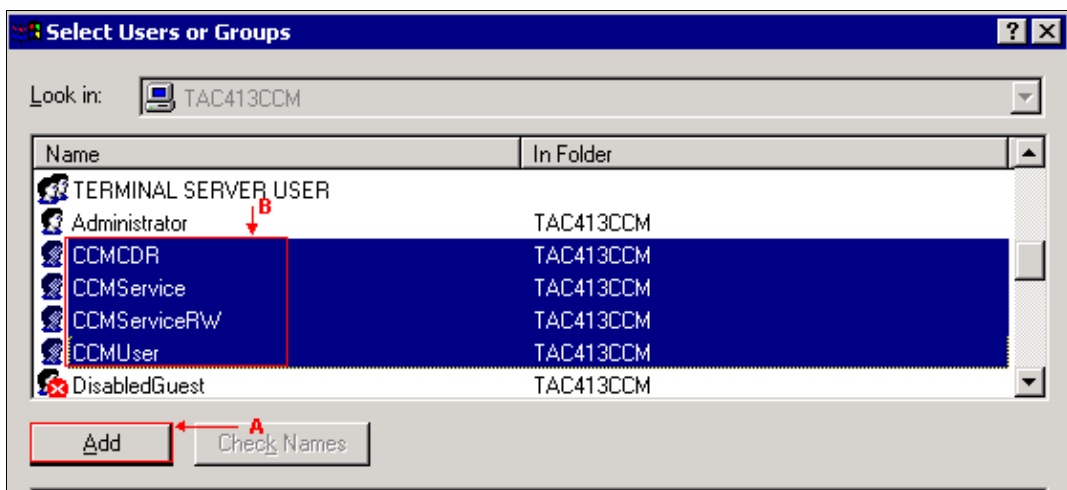 Select Users or Groups
Look in: TAC413CCM
Name In Folder
TERMINAL SERVER USER
B
Administrator TAC413CCM
CCMCDR TAC413CCM
CCMService TAC413CCM
CCMServiceRW TAC413CCM
CCMUser TAC413CCM
DisabledGuest TAC413CCM
A
Add Check Names